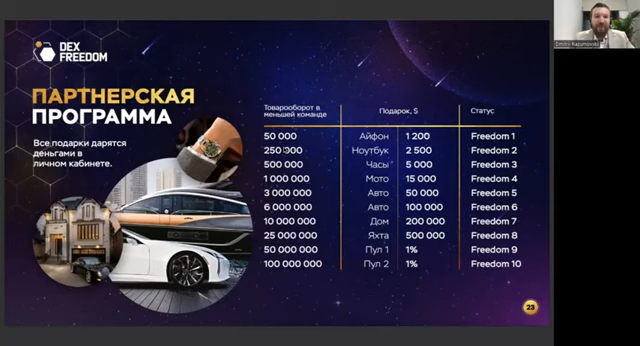 DEX
FREEDOM
ПАРТНЕРСКАЯ
ПРОГРАММА
Все подарки дарятся
деньгами в
личном кабинете.
Товарооборот в
меньшей команде
Подарок, $
Статус
50 000 Айфон 1 200 Freedom 1
250 000 Ноутбук 2 500 Freedom 2
500 000 Часы 5 000 Freedom 3
1 000 000 Мото 15 000 Freedom 4
3 000 000 Авто 50 000 Freedom 5
6 000 000 Авто 100 000 Freedom 6
10 000 000 Дом 200 000 Freedom 7
25 000 000 Яхта 500 000 Freedom 8
50 000 000 Пул 1 1% Freedom 9
100 000 000 Пул 2 1% Freedom 10
23